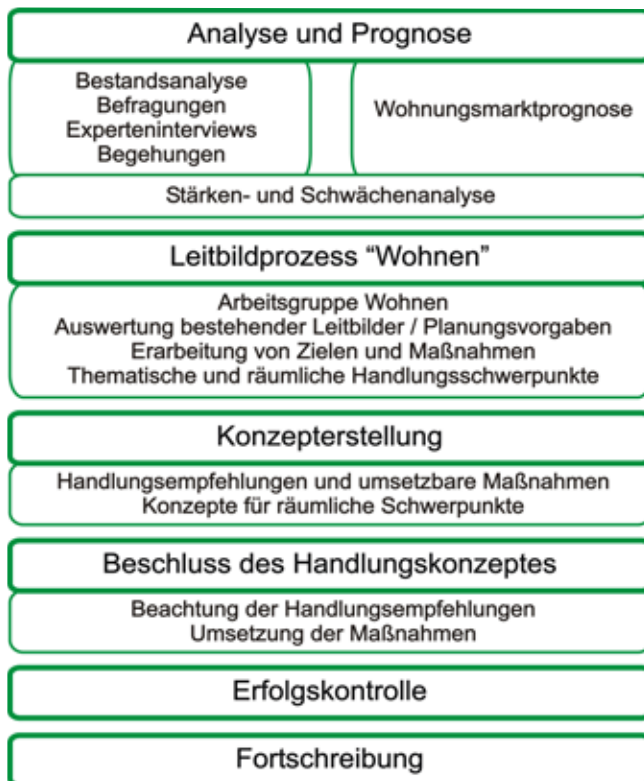 Analyse und Prognose
Bestandsanalyse
Befragungen
Experteninterviews
Begehungen
Wohnungsmarktprognose
Stärken- und Schwächenanalyse
Leitbildprozess “Wohnen”
Arbeitsgruppe Wohnen
Auswertung bestehender Leitbilder / Planungsvorgaben
Erarbeitung von Zielen und Maßnahmen
Thematische und räumliche Handlungsschwerpunkte
Konzepterstellung
Handlungsempfehlungen und umsetzbare Maßnahmen
Konzepte für räumliche Schwerpunkte
Beschluss des Handlungskonzeptes
Beachtung der Handlungsempfehlungen
Umsetzung der Maßnahmen
Erfolgskontrolle
Fortschreibung